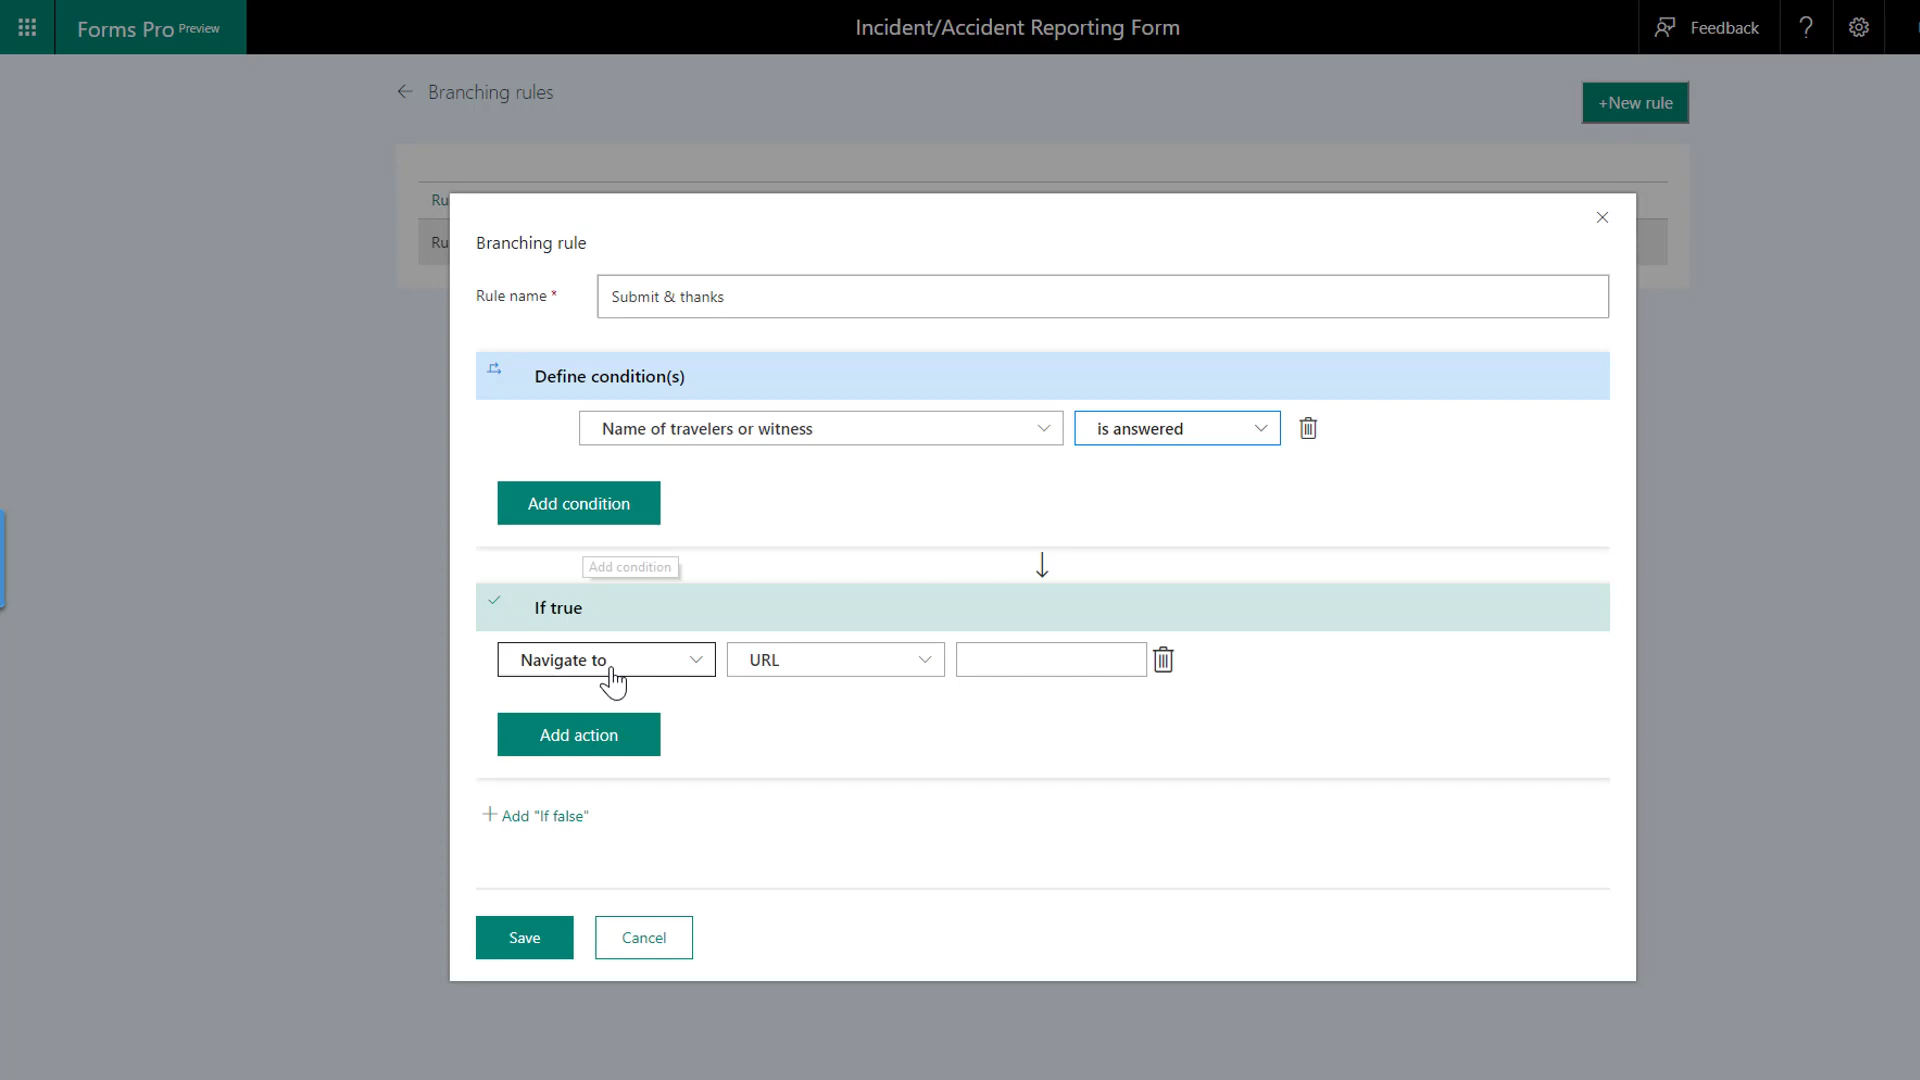 Forms Pro Preview
Incident/Accident Reporting Form
Feedback
?
Branching rules
+New rule
Ru
Ru
Branching rule
Rule name *
Submit & thanks
Define condition(s)
Name of travelers or witness
is answered
Add condition
Add condition
If true
Navigate to
URL
Add action
Add "If false"
Save
Cancel